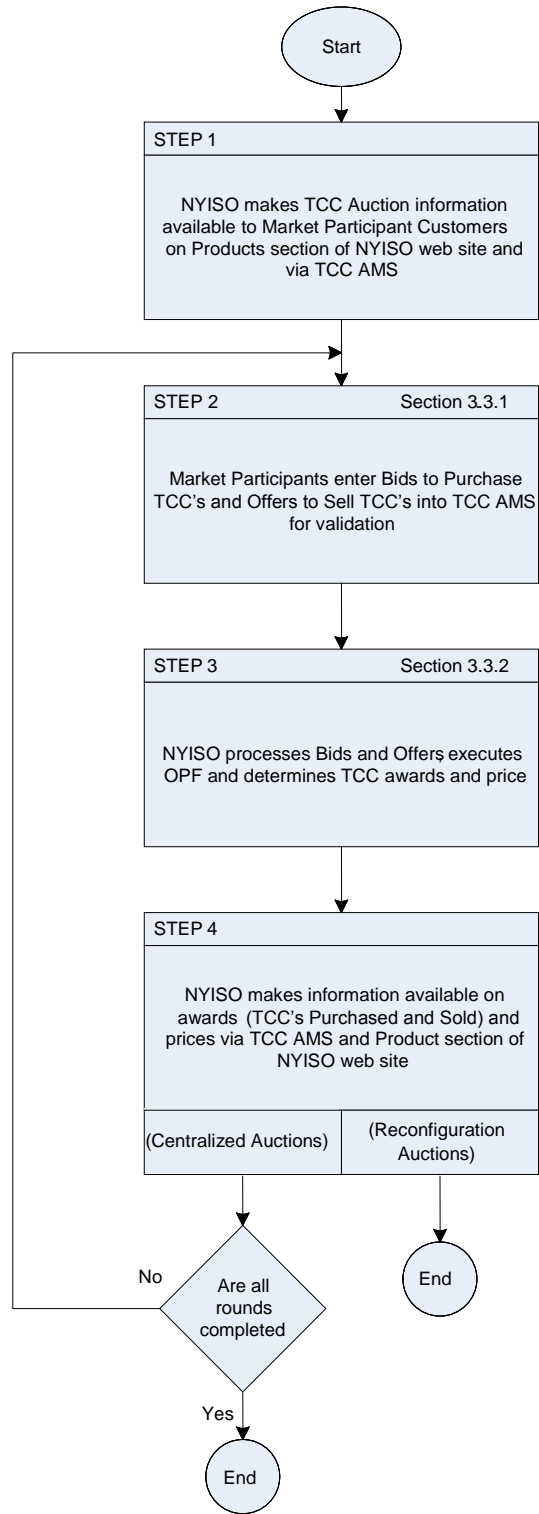 Start
STEP 1
NYISO makes TCC Auction information
available to Market Participant Customers
on Products section of NYISO web site and
via TCC AMS
STEP 2 Section 3.3.1
Market Participants enter Bids to Purchase
TCC's and Offers to Sell TCC's into TCC AMS
for validation
STEP 3 Section 3.3.2
NYISO processes Bids and Offers, executes
OPF and determines TCC awards and price
STEP 4
NYISO makes information available on
awards (TCC's Purchased and Sold) and
prices via TCC AMS and Product section of
NYISO web site
(Centralized Auctions)
(Reconfiguration
Auctions)
No
Are all
rounds
completed
End
Yes
End